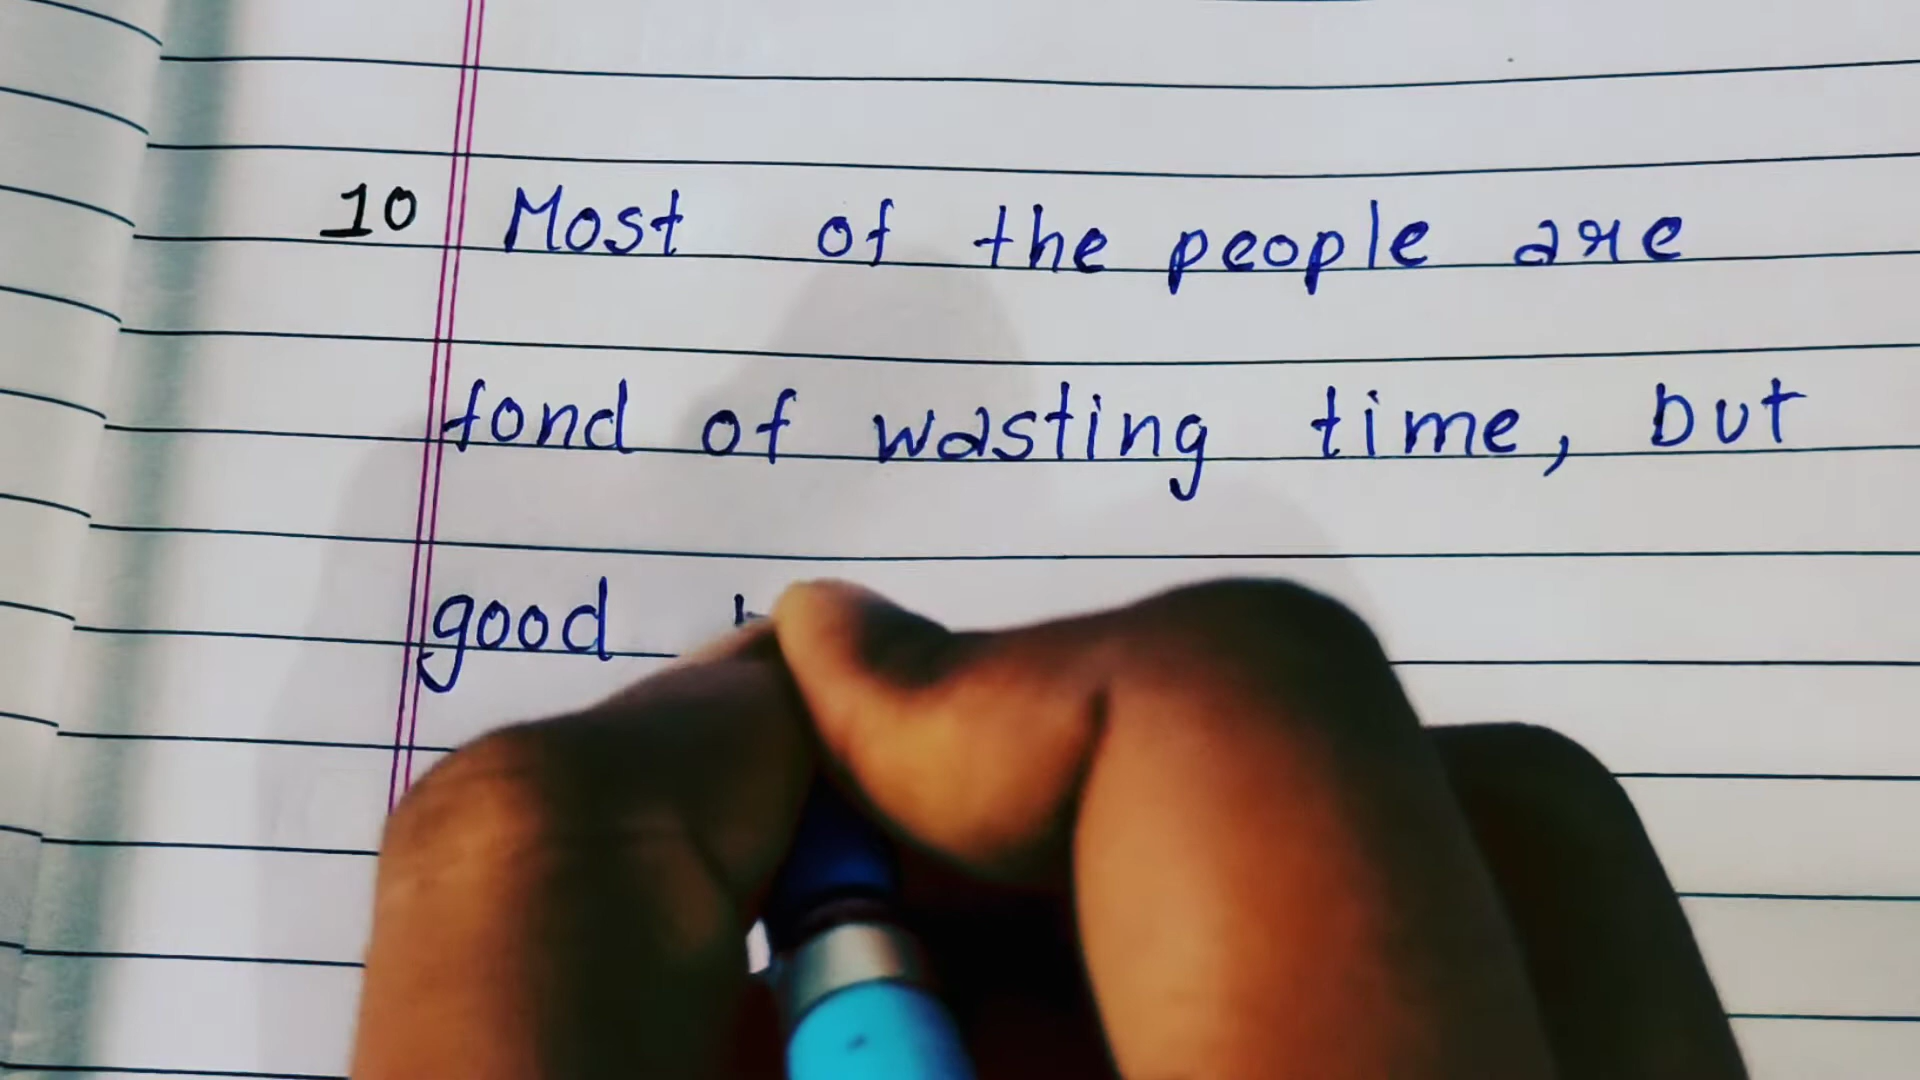 10 Most of the people are
fond of wasting time, but
good